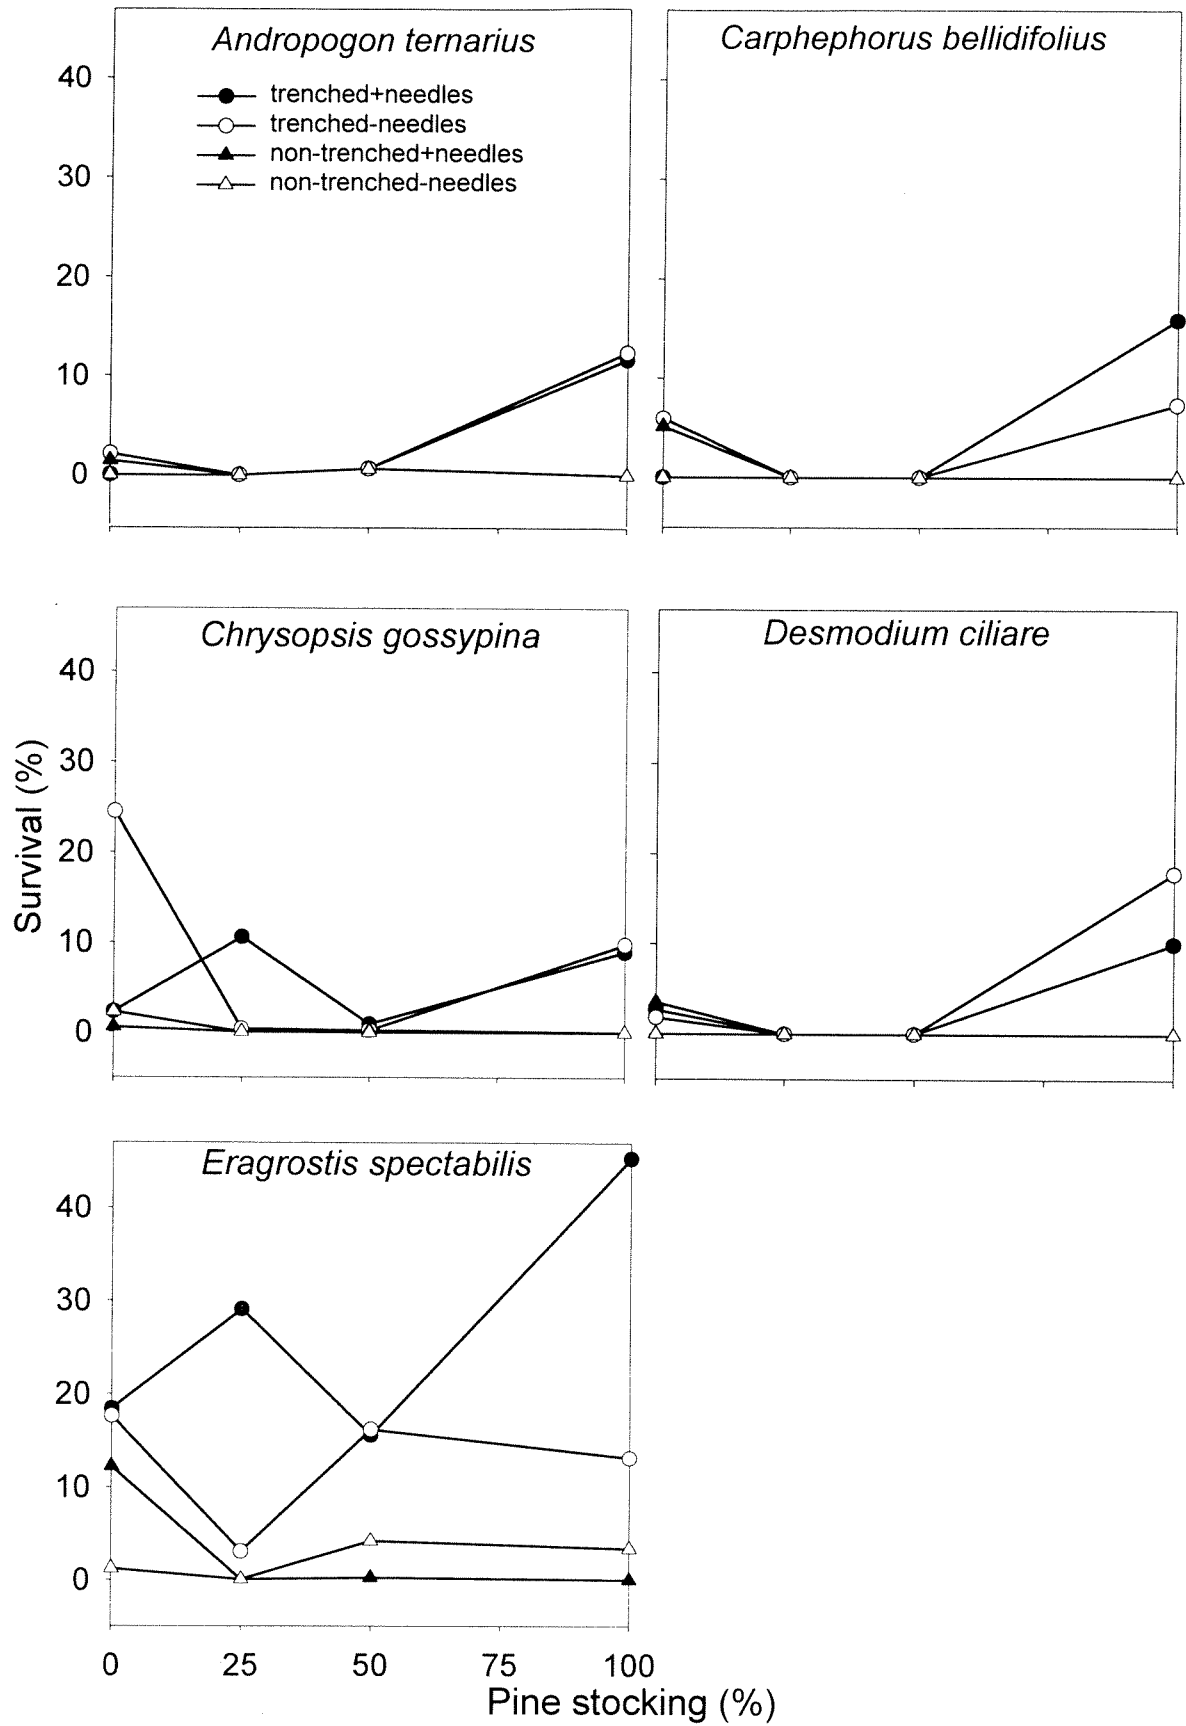 Andropogon ternarius
trenched+needles
trenched-needles
non-trenched+needles
non-trenched-needles
40
30
20
10
0
Carphephorus bellidifolius
Chrysopsis gossypina
40
30
20
10
0
Desmodium ciliare
Survival (%)
Eragrostis spectabilis
40
30
20
10
0
0 25 50 75 100
Pine stocking (%)